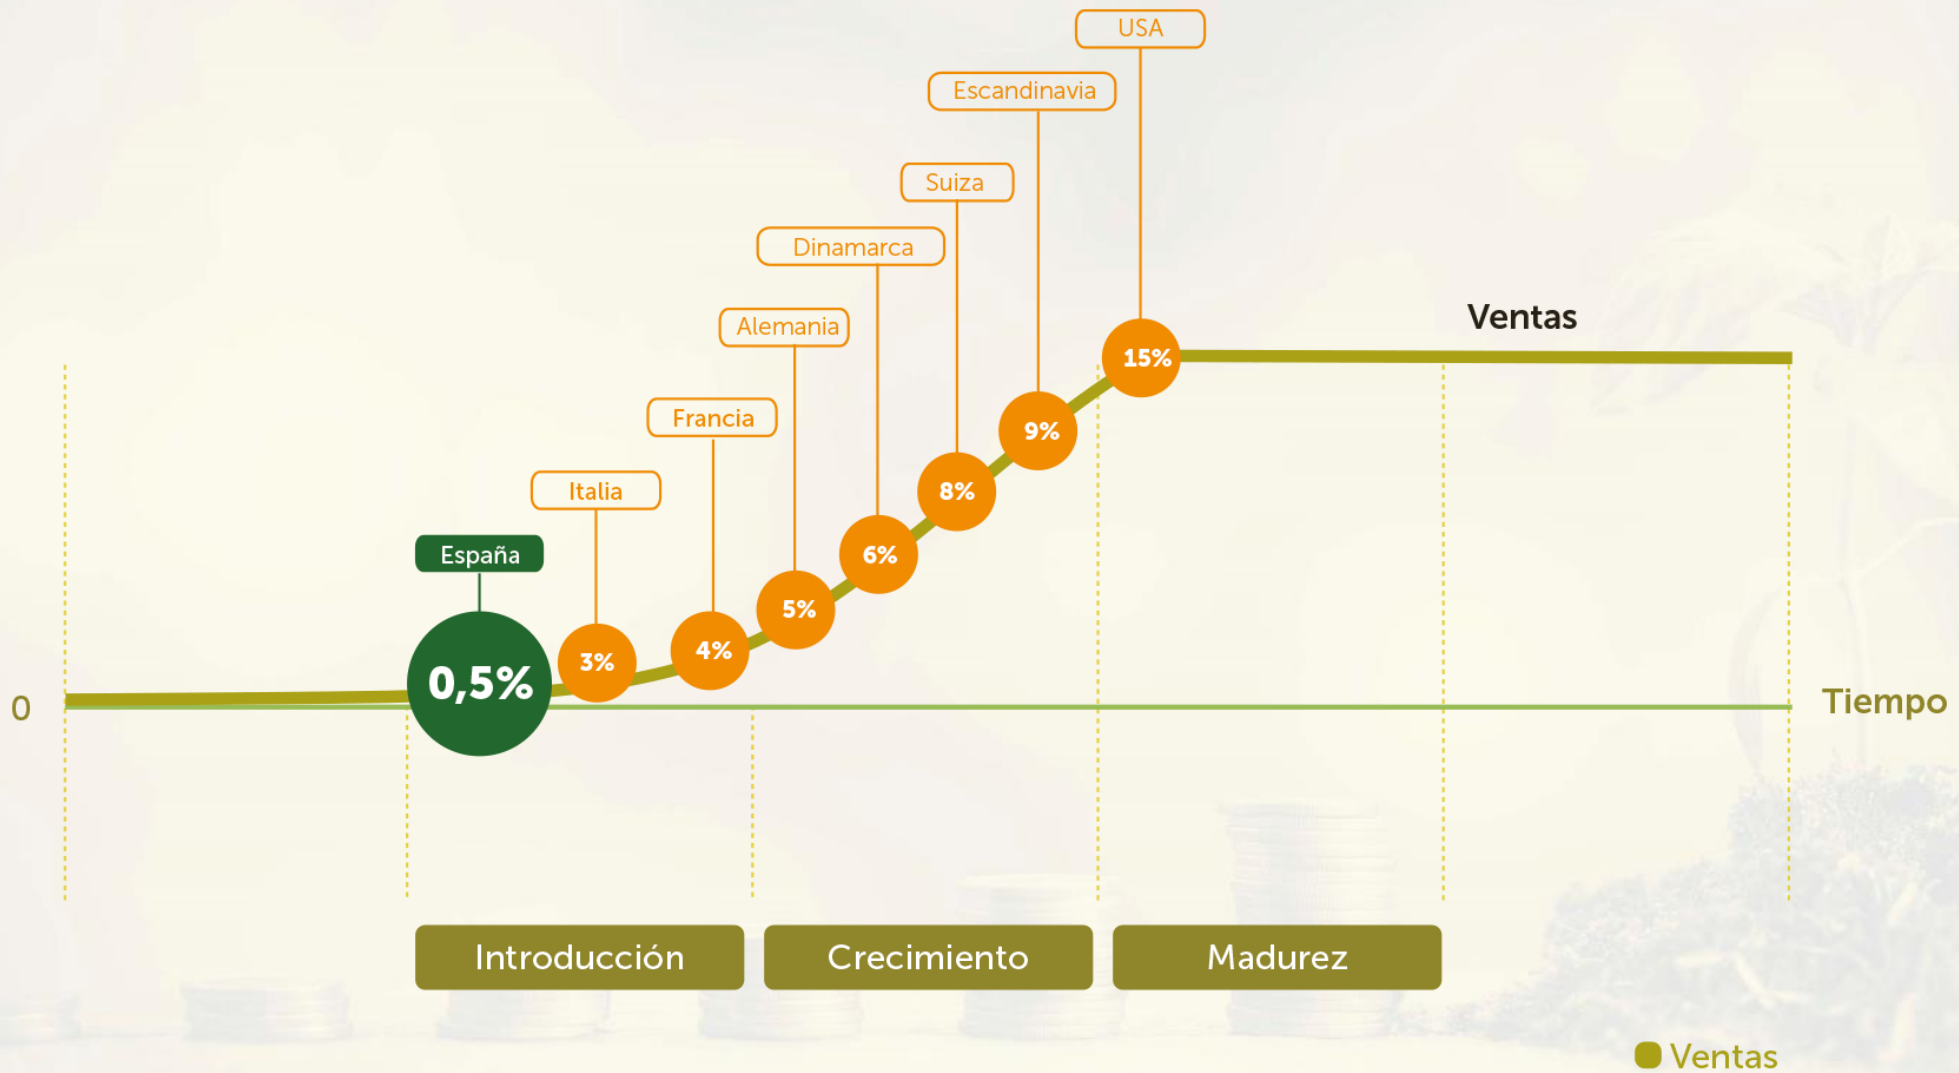 USA
Escandinavia
Suiza
Dinamarca
Alemania
Ventas
15%
Francia
9%
Italia
8%
España
6%
5%
4%
3%
0,5%
0
Tiempo
Introducción
Crecimiento
Madurez
Ventas